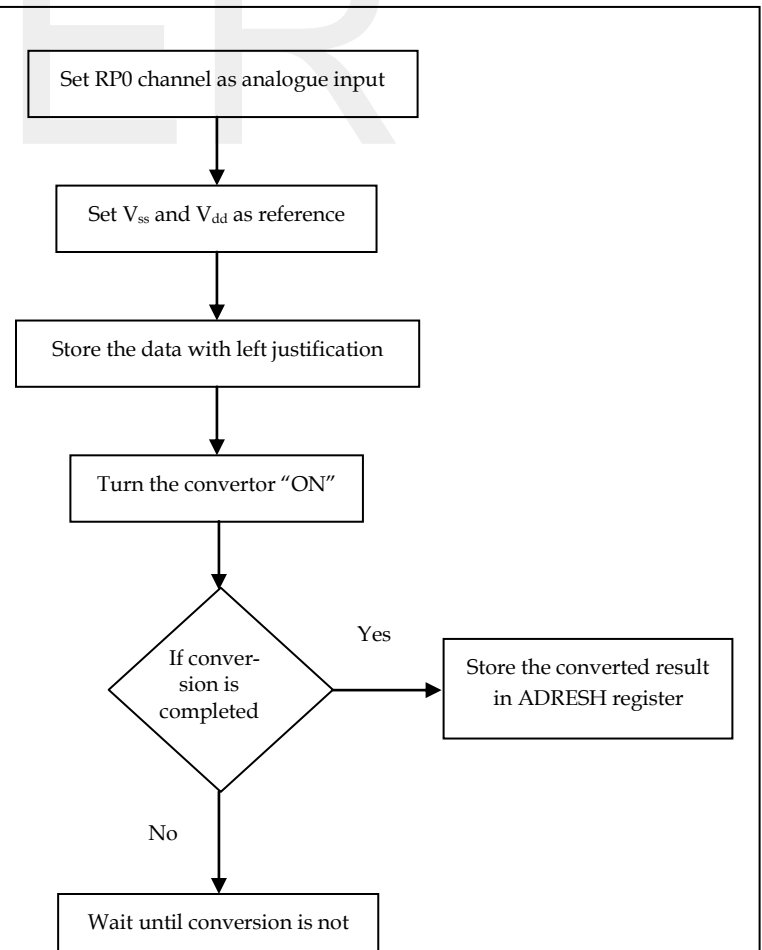 Set RP0 channel as analogue input
Set Vss and Vdd as reference
Store the data with left justification
Turn the convertor “ON”
If conver-
sion is
completed
Yes
Store the converted result
in ADRESH register
No
Wait until conversion is not